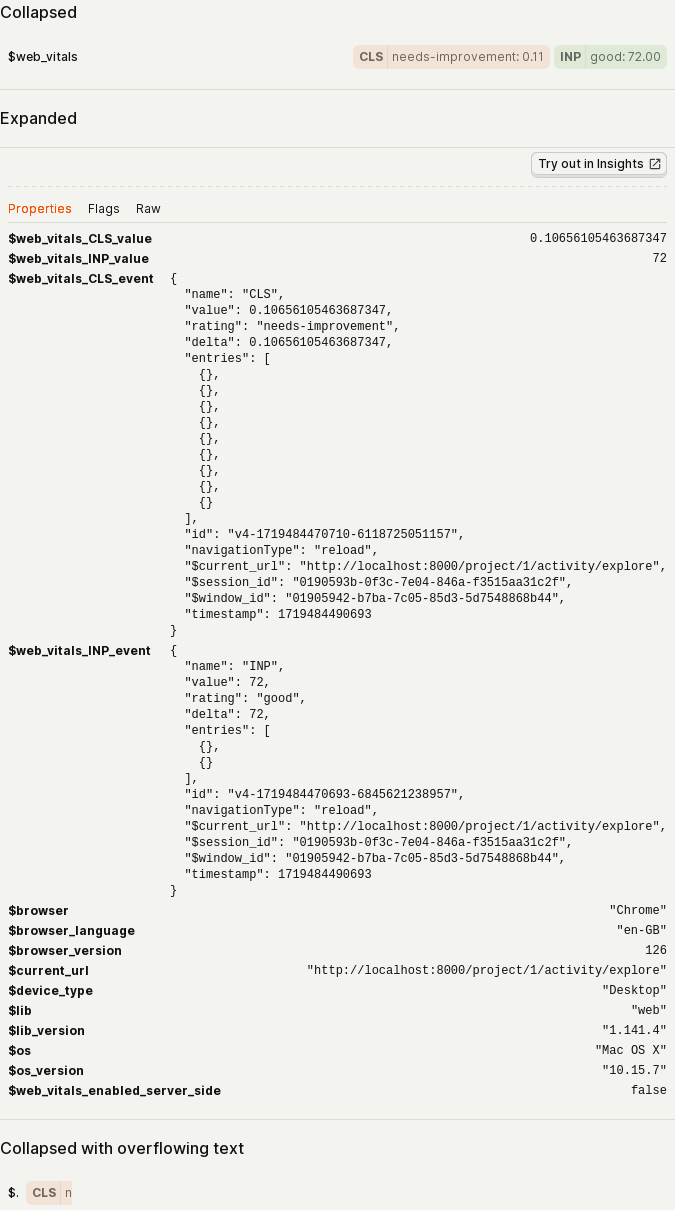 Collapsed
$web_vitals CLS needs-improvement: 0.11 INP good: 72.00
Expanded
Try out in Insights
Properties Flags Raw
$web_vitals_CLS_value 0.10656105463687347
$web_vitals_INP_value 72
$web_vitals_CLS_event {
"name": "CLS",
"value": 0.10656105463687347,
"rating": "needs-improvement",
"delta": 0.10656105463687347,
"entries": [
{},
{},
{},
{},
{},
{},
{},
{},
{}
],
"id": "v4-1719484470710-6118725051157",
"navigationType": "reload",
"$current_url": "http://localhost:8000/project/1/activity/explore",
"$session_id": "0190593b-0f3c-7e04-846a-f3515aa31c2f",
"$window_id": "01905942-b7ba-7c05-85d3-5d7548868b44",
"timestamp": 1719484490693
}
$web_vitals_INP_event {
"name": "INP",
"value": 72,
"rating": "good",
"delta": 72,
"entries": [
{},
{}
],
"id": "v4-1719484470693-6845621238957",
"navigationType": "reload",
"$current_url": "http://localhost:8000/project/1/activity/explore",
"$session_id": "0190593b-0f3c-7e04-846a-f3515aa31c2f",
"$window_id": "01905942-b7ba-7c05-85d3-5d7548868b44",
"timestamp": 1719484490693
}
$browser "Chrome"
$browser_language "en-GB"
$browser_version 126
$current_url "http://localhost:8000/project/1/activity/explore"
$device_type "Desktop"
$lib "web"
$lib_version "1.141.4"
$os "Mac OS X"
$os_version "10.15.7"
$web_vitals_enabled_server_side false
Collapsed with overflowing text
$. CLS n